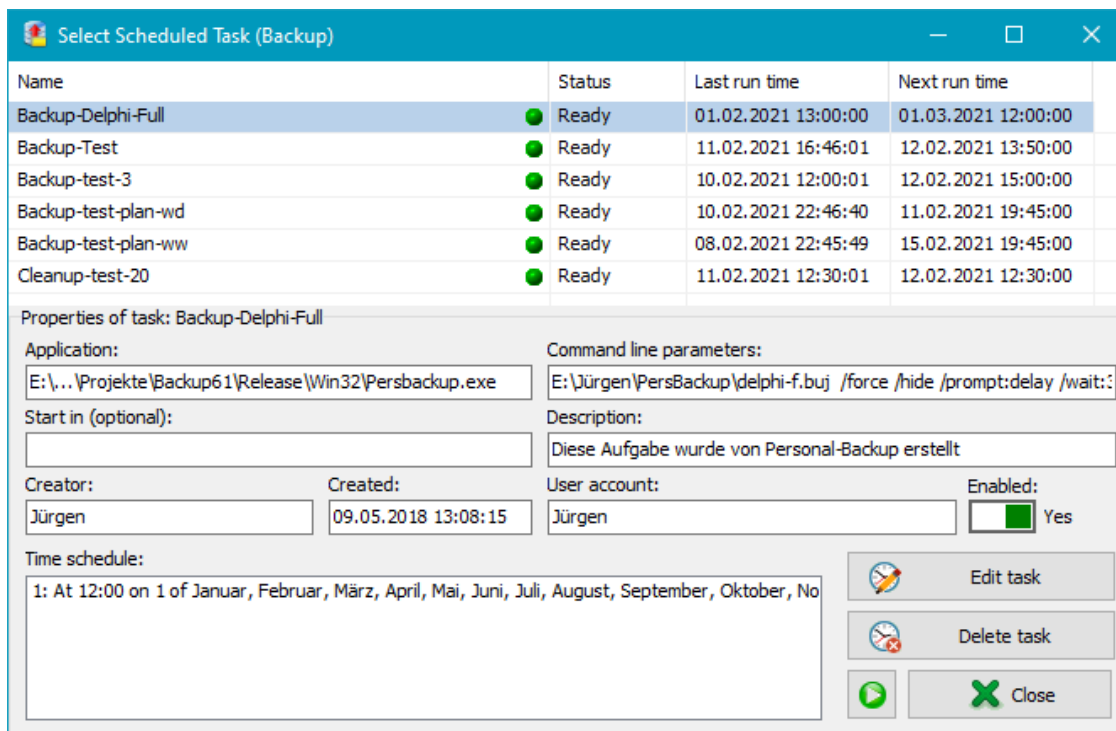 Select Scheduled Task (Backup)
Name Status Last run time Next run time
Backup-Delphi-Full Ready 01.02.2021 13:00:00 01.03.2021 12:00:00
Backup-Test Ready 11.02.2021 16:46:01 12.02.2021 13:50:00
Backup-test-3 Ready 10.02.2021 12:00:01 12.02.2021 15:00:00
Backup-test-plan-wd Ready 10.02.2021 22:46:40 11.02.2021 19:45:00
Backup-test-plan-ww Ready 08.02.2021 22:45:49 15.02.2021 19:45:00
Cleanup-test-20 Ready 11.02.2021 12:30:01 12.02.2021 12:30:00
Properties of task: Backup-Delphi-Full
Application: Command line parameters:
E:\...\Projekte\Backup61\Release\Win32\Persbackup.exe E:\Jürgen\PersBackup\delphi-f.buj /force /hide /prompt:delay /wait:
Start in (optional): Description:
Diese Aufgabe wurde von Personal-Backup erstellt
Creator: Created: User account: Enabled:
Jürgen 09.05.2018 13:08:15 Jürgen Yes
Time schedule:
1: At 12:00 on 1 of Januar, Februar, März, April, Mai, Juni, Juli, August, September, Oktober, No
Edit task
Delete task
Close